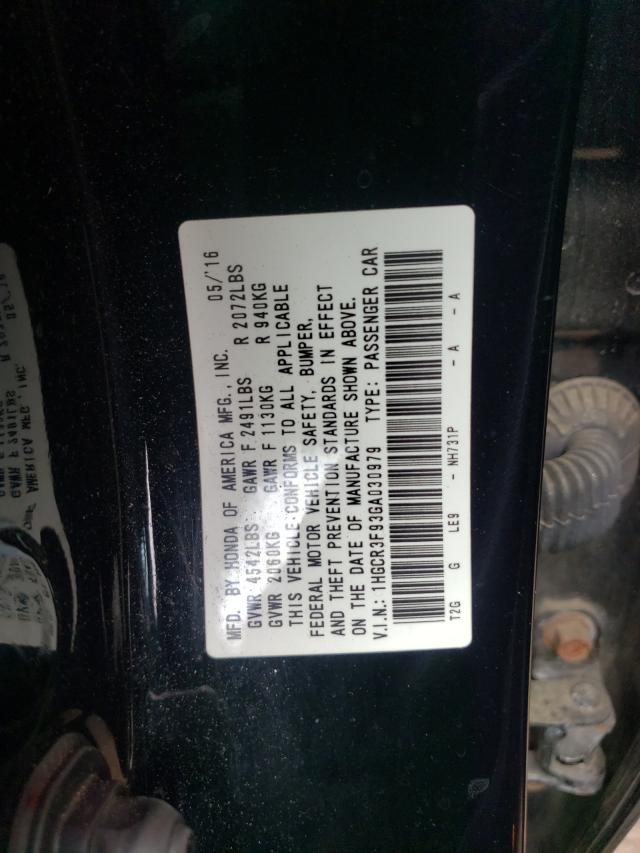 MFD. BY HONDA OF AMERICA MFG., INC. 05/'16
GVWR 4542LBS GAWR F 2491LBS R 2072LBS
GVWR 2060KG GAWR F 1130KG R 940KG
THIS VEHICLE CONFORMS TO ALL APPLICABLE
FEDERAL MOTOR VEHICLE SAFETY, BUMPER,
AND THEFT PREVENTION STANDARDS IN EFFECT
ON THE DATE OF MANUFACTURE SHOWN ABOVE.
V.I.N.: 1HGCR3F93GA030979 TYPE: PASSENGER CAR
T2G G LE9 - NH731P - A - A